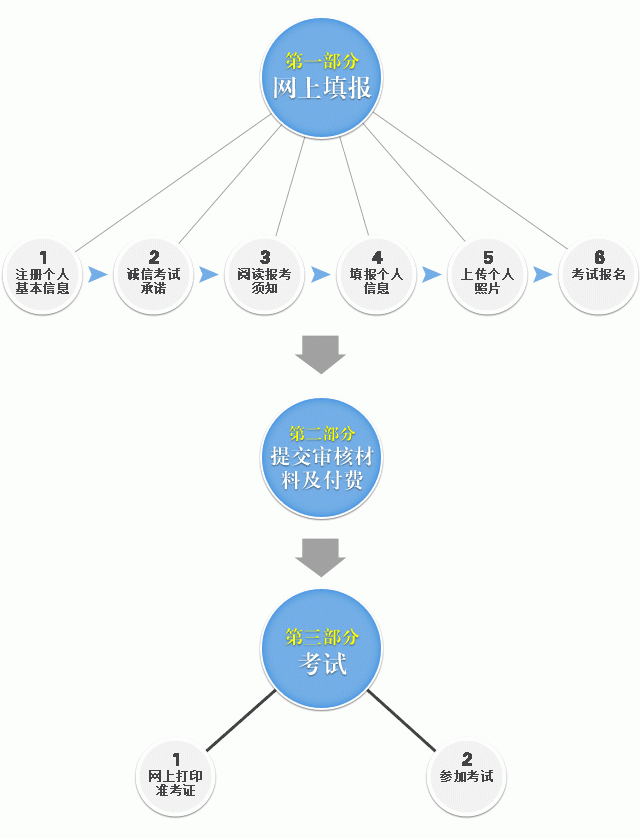 第一部分
网上填报
1
注册个人
基本信息
2
诚信考试
承诺
3
阅读报考
须知
4
填报个人
信息
5
上传个人
照片
6
考试报名
第二部分
提交审核材
料及付费
第三部分
考试
1
网上打印
准考证
2
参加考试